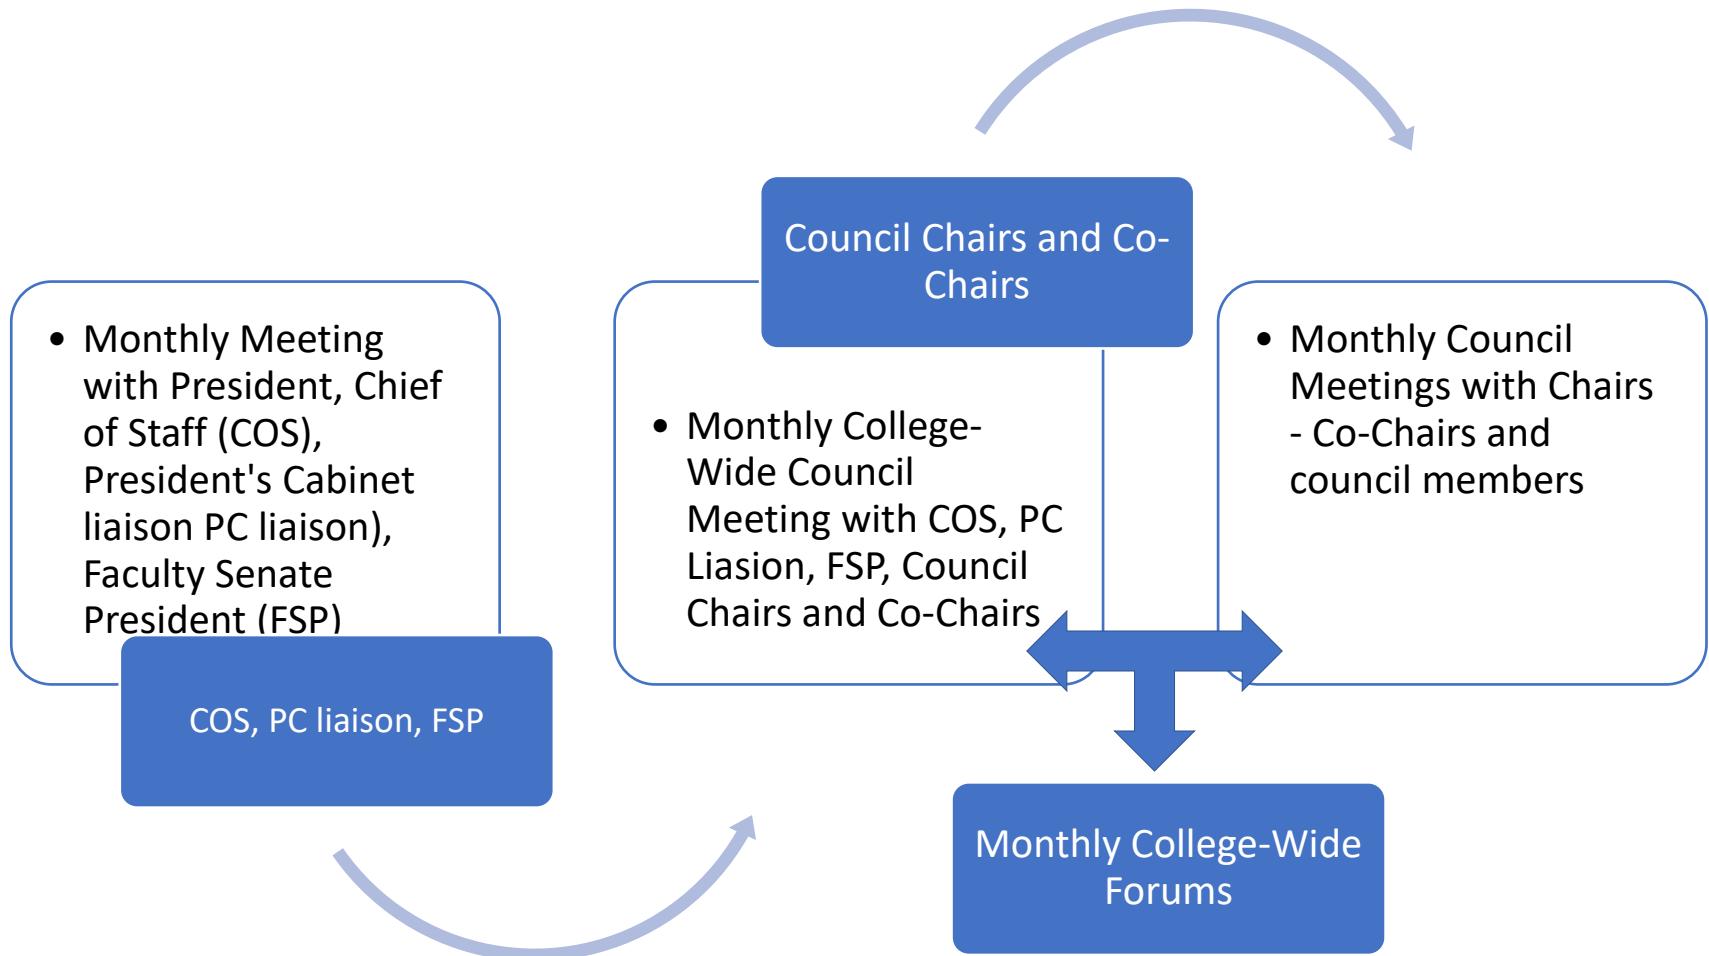 • Monthly Meeting
with President, Chief
of Staff (COS),
President's Cabinet
liaison PC liaison),
Faculty Senate
President (FSP)
COS, PC liaison, FSP
Council Chairs and Co-
Chairs
• Monthly College-
Wide Council
Meeting with COS, PC
Liasion, FSP, Council
Chairs and Co-Chairs
• Monthly Council
Meetings with Chairs
- Co-Chairs and
council members
Monthly College-Wide
Forums